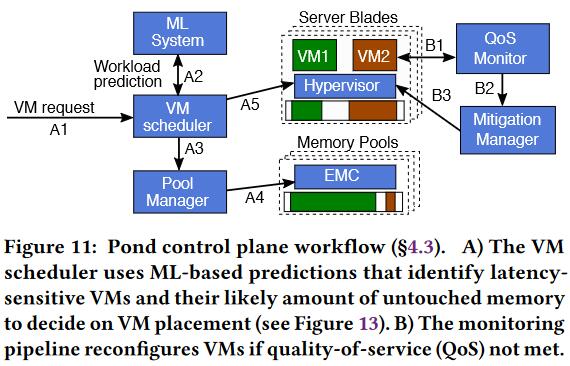 ML
System
Server Blades
VM1
VM2
B1
QoS
Monitor
Workload
prediction
A2
VM request
A1
VM
scheduler
A5
Hypervisor
B3
B2
A3
Memory Pools
Mitigation
Manager
Pool
Manager
A4
EMC
Figure 11: Pond control plane workflow (§4.3). A) The VM
scheduler uses ML-based predictions that identify latency-
sensitive VMs and their likely amount of untouched memory
to decide on VM placement (see Figure 13). B) The monitoring
pipeline reconfigures VMs if quality-of-service (QoS) not met.